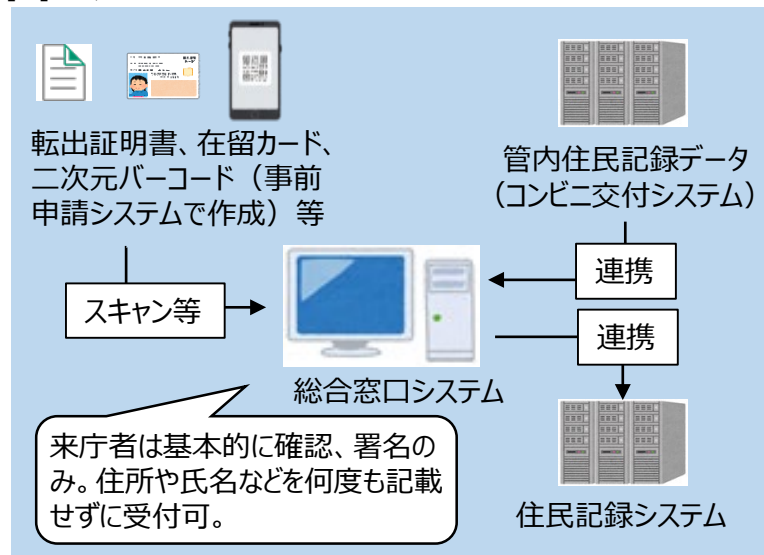 転出証明書、在留カード、
二次元バーコード（事前
申請システムで作成）等
管内住民記録データ
（コンビニ交付システム）
スキャン等
連携
連携
総合窓口システム
来庁者は基本的に確認、署名の
み。住所や氏名などを何度も記載
せずに受付可。
住民記録システム